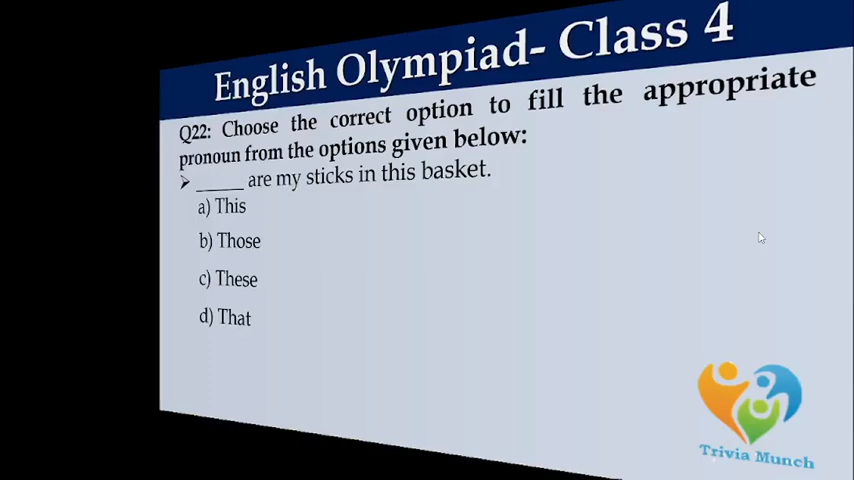 English Olympiad- Class 4
Q22: Choose the correct option to fill the appropriate
pronoun from the options given below:
➢ _____ are my sticks in this basket.
a) This
b) Those
c) These
d) That
Trivia Munch